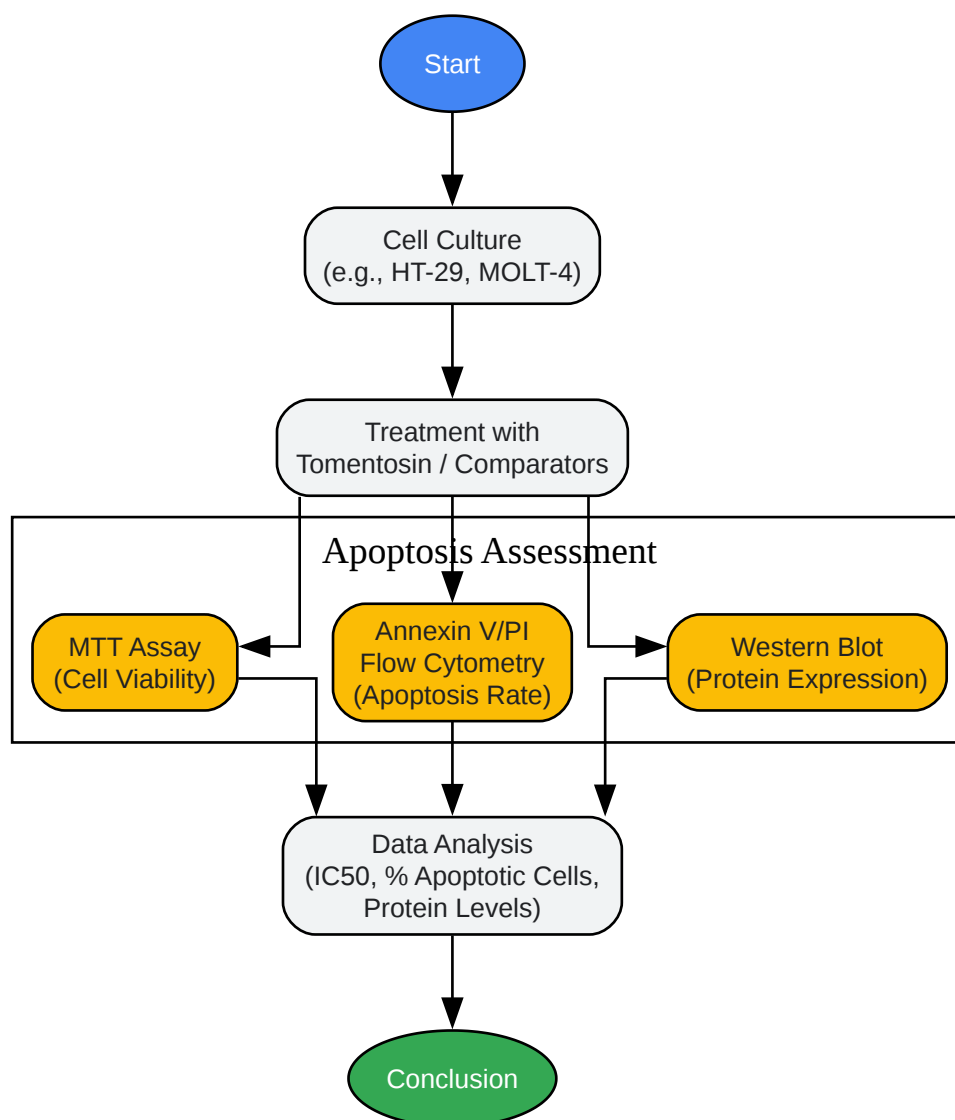 Start
Cell Culture
(e.g., HT-29, MOLT-4)
Treatment with
Tomentosin / Comparators
Apoptosis Assessment
MTT Assay
(Cell Viability)
Annexin V/PI
Flow Cytometry
(Apoptosis Rate)
Western Blot
(Protein Expression)
Data Analysis
(IC50, % Apoptotic Cells,
Protein Levels)
Conclusion